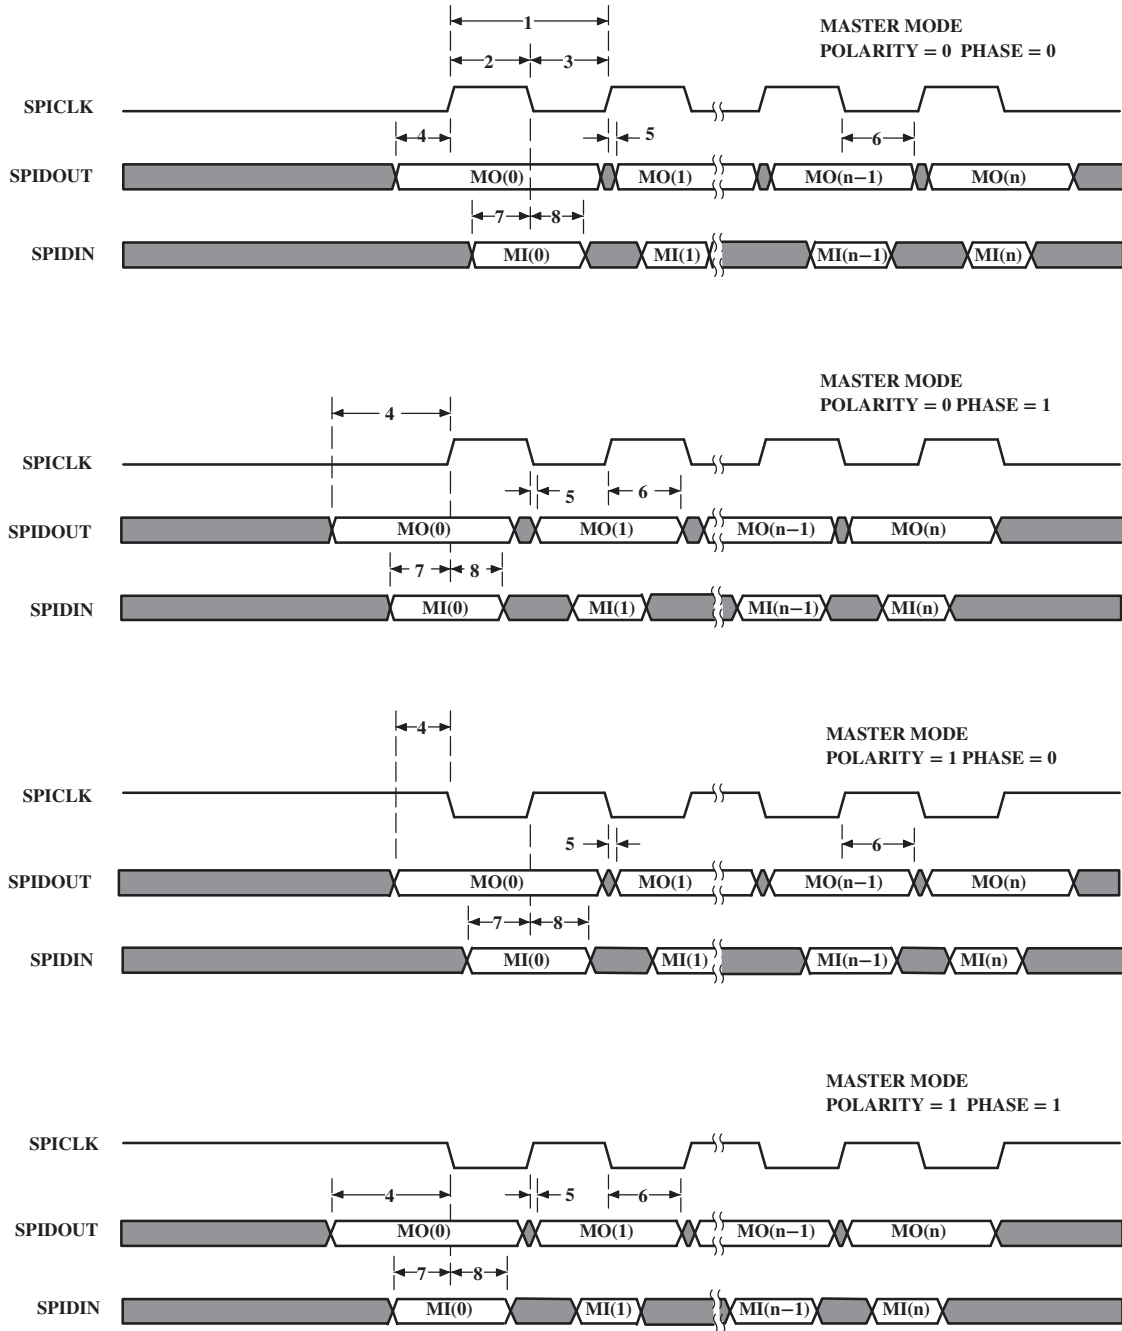 1
MASTER MODE
POLARITY = 0 PHASE = 0
2 3
SPICLK
4 5 6
SPIDOUT MO(0) MO(1) MO(n−1) MO(n)
7 8
SPIDIN MI(0) MI(1) MI(n−1) MI(n)
MASTER MODE
POLARITY = 0 PHASE = 1
4
SPICLK
5 6
SPIDOUT MO(0) MO(1) MO(n−1) MO(n)
7 8
SPIDIN MI(0) MI(1) MI(n−1) MI(n)
4
MASTER MODE
POLARITY = 1 PHASE = 0
SPICLK
5 6
SPIDOUT MO(0) MO(1) MO(n−1) MO(n)
7 8
SPIDIN MI(0) MI(1) MI(n−1) MI(n)
MASTER MODE
POLARITY = 1 PHASE = 1
SPICLK
4 5 6
SPIDOUT MO(0) MO(1) MO(n−1) MO(n)
7 8
SPIDIN MI(0) MI(1) MI(n−1) MI(n)